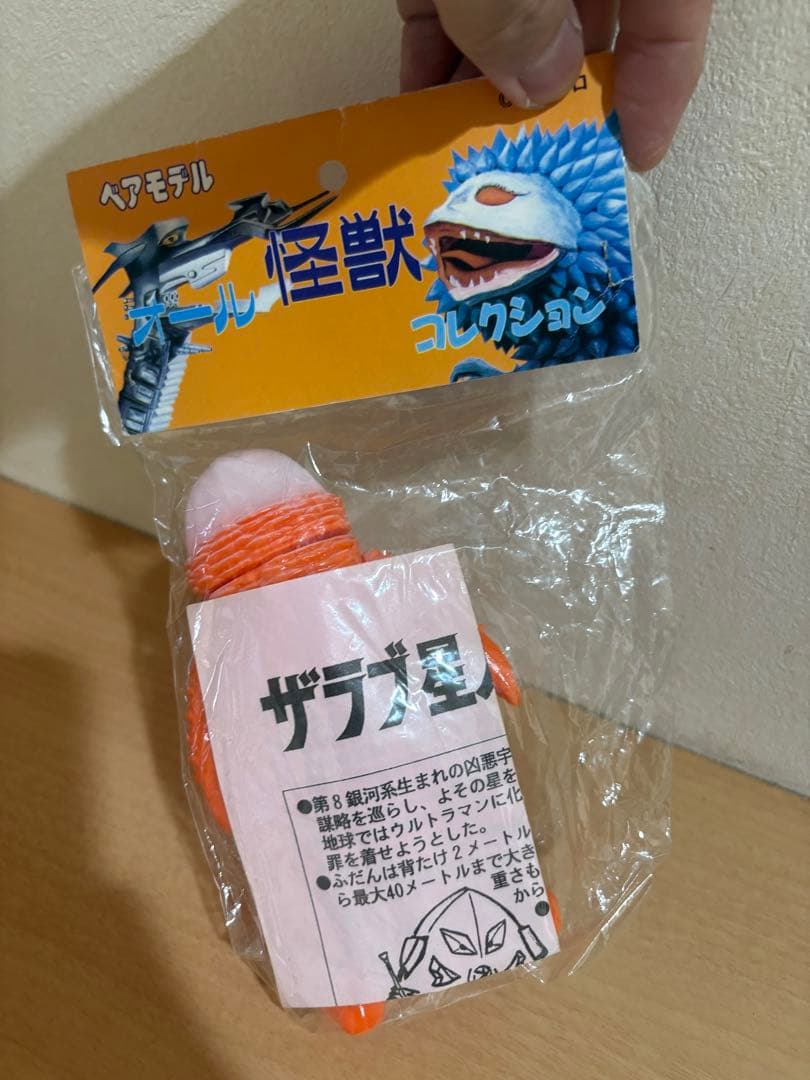 ベアモデル
オール
怪獣
コレクション
ザラブ星
●第8銀河系生まれの凶悪宇
謀略を巡らし、よその星を
地球ではウルトラマンに化
罪を着せようとした。
●ふだんは背たけ2メートル
ら最大40メートルまで大き
重さも
から